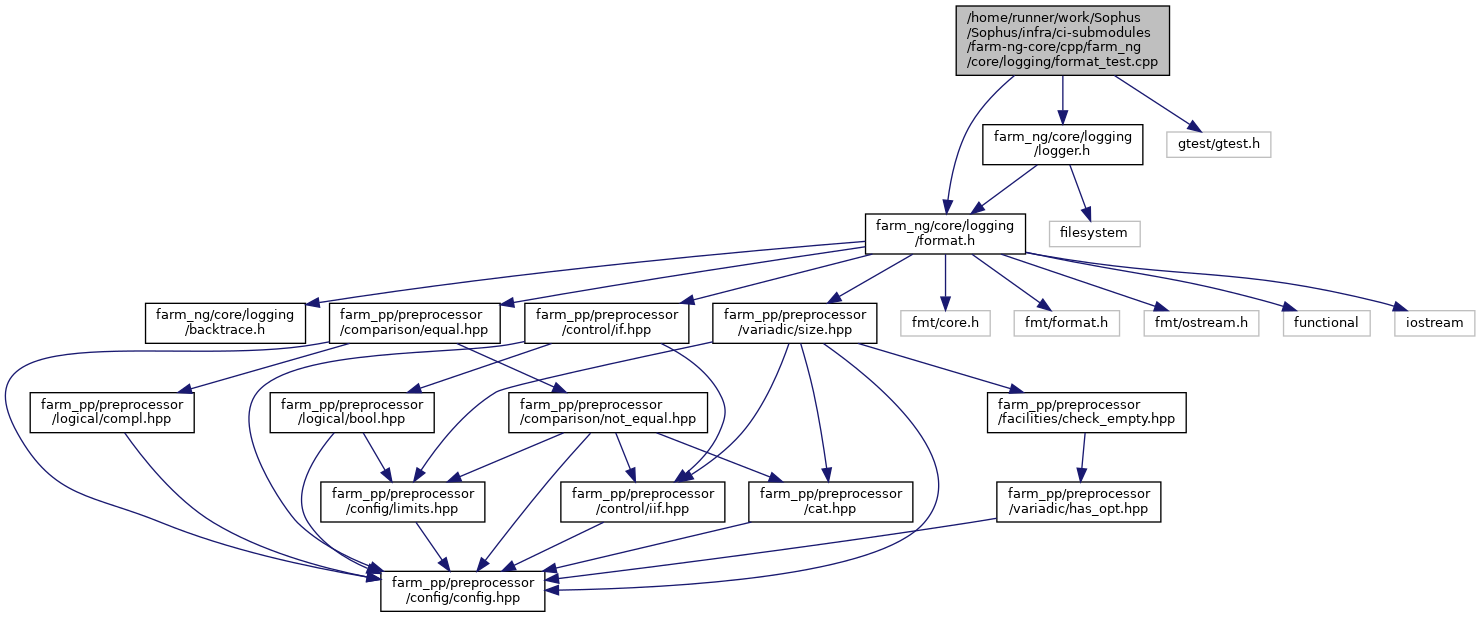 /home/runner/work/Sophus
/Sophus/infra/ci-submodules
/farm-ng-core/cpp/farm_ng
/core/logging/format_test.cpp
farm_ng/core/logging
/logger.h
gtest/gtest.h
farm_ng/core/logging
/format.h
filesystem
farm_ng/core/logging
/backtrace.h
farm_pp/preprocessor
/comparison/equal.hpp
farm_pp/preprocessor
/control/if.hpp
farm_pp/preprocessor
/variadic/size.hpp
fmt/core.h
fmt/format.h
fmt/ostream.h
functional
iostream
farm_pp/preprocessor
/logical/compl.hpp
farm_pp/preprocessor
/logical/bool.hpp
farm_pp/preprocessor
/comparison/not_equal.hpp
farm_pp/preprocessor
/facilities/check_empty.hpp
farm_pp/preprocessor
/config/limits.hpp
farm_pp/preprocessor
/control/iif.hpp
farm_pp/preprocessor
/cat.hpp
farm_pp/preprocessor
/variadic/has_opt.hpp
farm_pp/preprocessor
/config/config.hpp